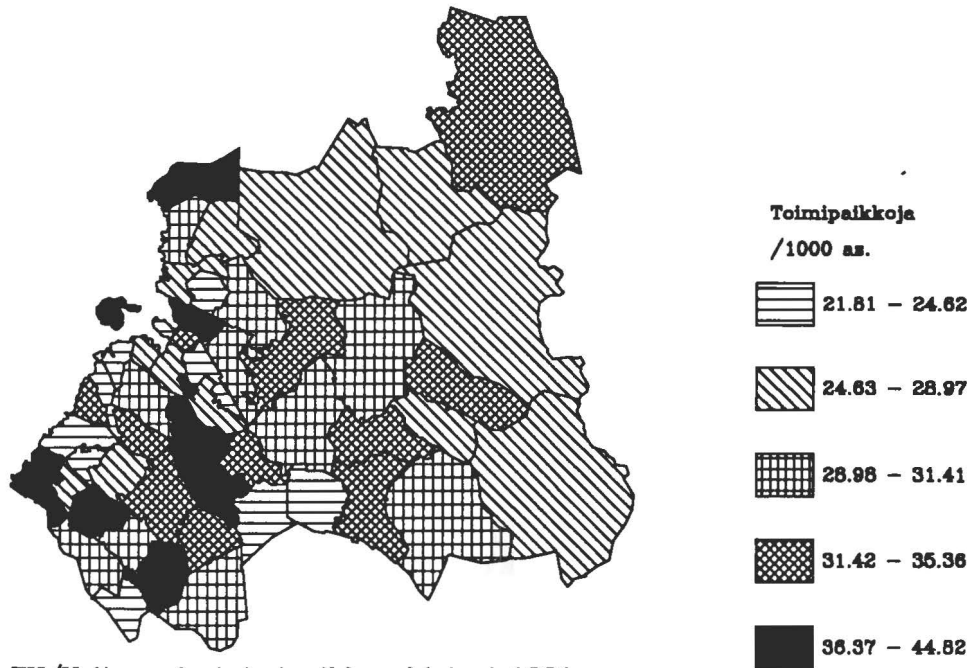 Toimipaikkoja
/1000 as.
21.81 – 24.62
24.63 – 28.97
28.98 – 31.41
31.42 – 35.36
36.37 – 44.82